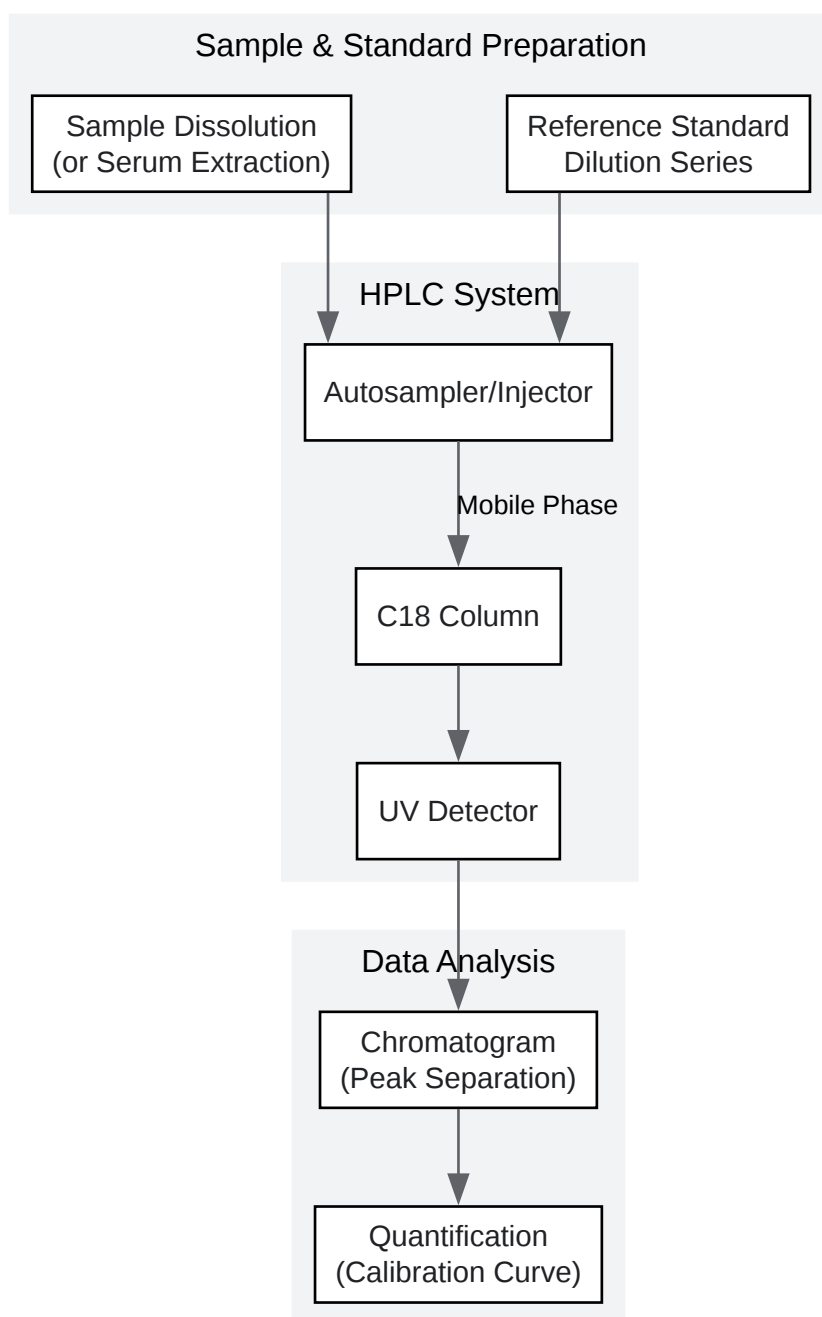 Sample & Standard Preparation
Sample Dissolution
(or Serum Extraction)
Reference Standard
Dilution Series
HPLC System
Autosampler/Injector
Mobile Phase
C18 Column
UV Detector
Data Analysis
Chromatogram
(Peak Separation)
Quantification
(Calibration Curve)